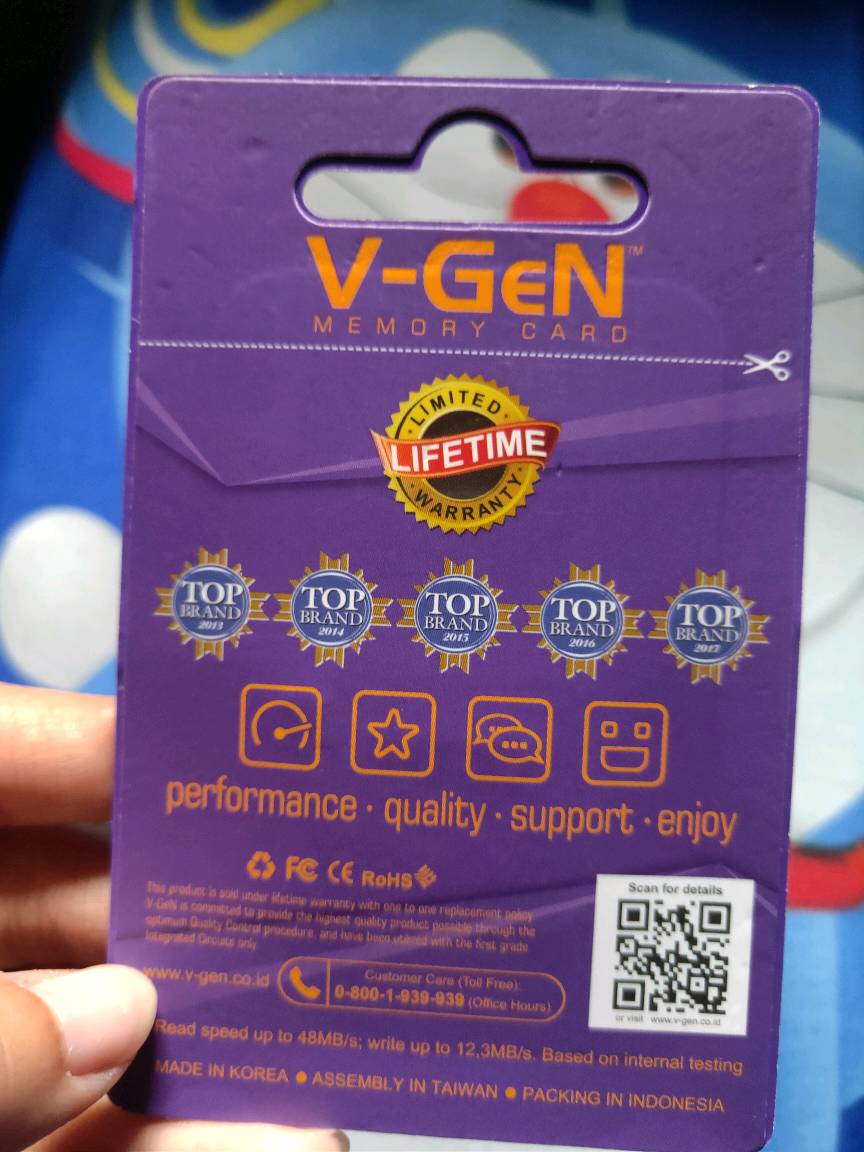 V-GeN™
MEMORY CARD
LIMITED
LIFETIME
WARRANTY
TOP BRAND 2013
TOP BRAND 2014
TOP BRAND 2015
TOP BRAND 2016
TOP BRAND 2017
performance · quality · support · enjoy
FC CE RoHS
This product is sold under lifetime warranty with one to one replacement policy
V-GeN is committed to provide the highest quality product possible through the
optimum Quality Control procedure, and have been utilized with the first grade
Integrated Circuits only
Scan for details
or visit www.v-gen.co.id
www.v-gen.co.id
Customer Care (Toll Free):
0-800-1-939-939 (Office Hours)
Read speed up to 48MB/s; write up to 12,3MB/s. Based on internal testing
MADE IN KOREA ● ASSEMBLY IN TAIWAN ● PACKING IN INDONESIA